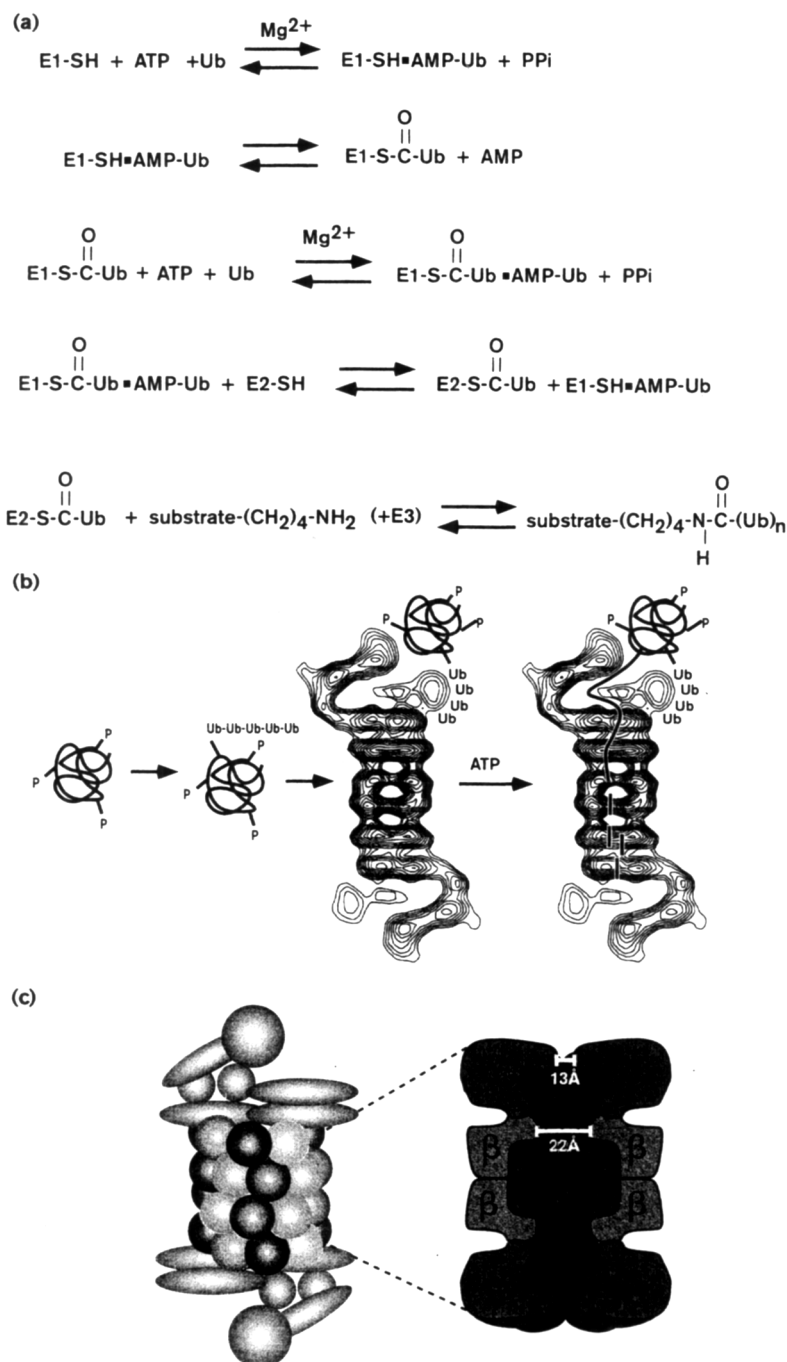 (a)
Mg2+
E1-SH + ATP +Ub E1-SH▪AMP-Ub + PPi
O
E1-SH▪AMP-Ub E1-S-C-Ub + AMP
O Mg2+ O
E1-S-C-Ub + ATP + Ub E1-S-C-Ub ▪AMP-Ub + PPi
O O
E1-S-C-Ub▪AMP-Ub + E2-SH E2-S-C-Ub + E1-SH▪AMP-Ub
O O
E2-S-C-Ub + substrate-(CH2)4-NH2 (+E3) substrate-(CH2)4-N-C-(Ub)n
H
(b)
P P
P P P P
Ub Ub
Ub-Ub-Ub-Ub-Ub Ub Ub
P Ub Ub
Ub Ub
P P ATP
P P
P
(c)
13Å
22Å
β β
β β